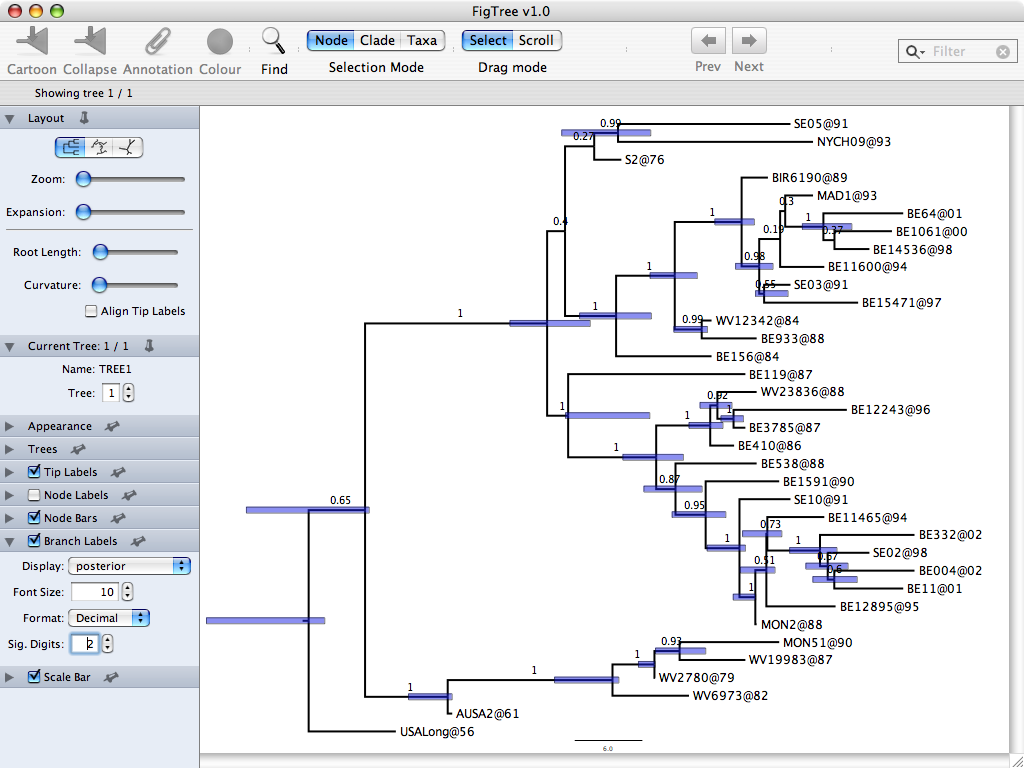 FigTree v1.0
Cartoon Collapse Annotation Colour Find
Node Clade Taxa
Selection Mode
Select Scroll
Drag mode
Prev Next
Filter
Showing tree 1 / 1
Layout
Zoom:
Expansion:
Root Length:
Curvature:
Align Tip Labels
Current Tree: 1 / 1
Name: TREE1
Tree: 1
Appearance
Trees
Tip Labels
Node Labels
Node Bars
Branch Labels
Display: posterior
Font Size: 10
Format: Decimal
Sig. Digits: 2
Scale Bar
0.99
SE05@91
0.27
NYCH09@93
S2@76
BIR6190@89
MAD1@93
0.3
1
BE64@01
1
0.4
0.19
0.37
BE1061@00
BE14536@98
0.98
1
BE11600@94
0.55
SE03@91
BE15471@97
1
1
0.99
WV12342@84
BE933@88
BE156@84
BE119@87
0.92
WV23836@88
1
1
1
BE12243@96
BE3785@87
1
BE410@86
0.87
BE538@88
BE1591@90
0.65
0.95
SE10@91
0.73
BE11465@94
1
1
BE332@02
0.51
0.67
SE02@98
0.6
BE004@02
1
BE11@01
BE12895@95
MON2@88
0.93
MON51@90
1
WV19983@87
1
WV2780@79
1
WV6973@82
AUSA2@61
USALong@56
6.0